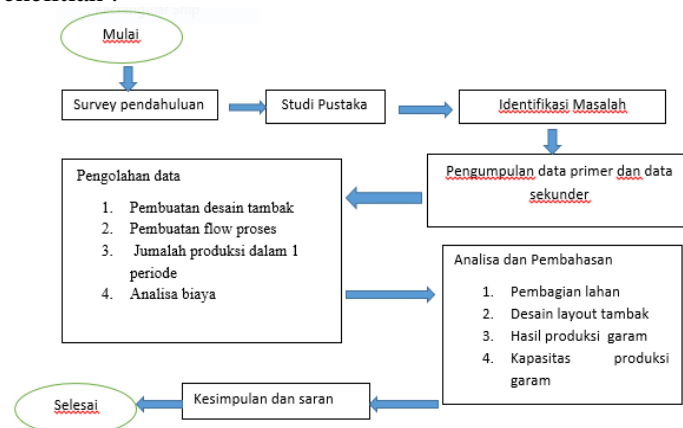 Mulai
Survey pendahuluan
Studi Pustaka
Identifikasi Masalah
Pengumpulan data primer dan data
sekunder
Pengolahan data
1. Pembuatan desain tambak
2. Pembuatan flow proses
3. Jumalah produksi dalam 1
periode
4. Analisa biaya
Analisa dan Pembahasan
1. Pembagian lahan
2. Desain layout tambak
3. Hasil produksi garam
4. Kapasitas produksi
garam
Kesimpulan dan saran
Selesai